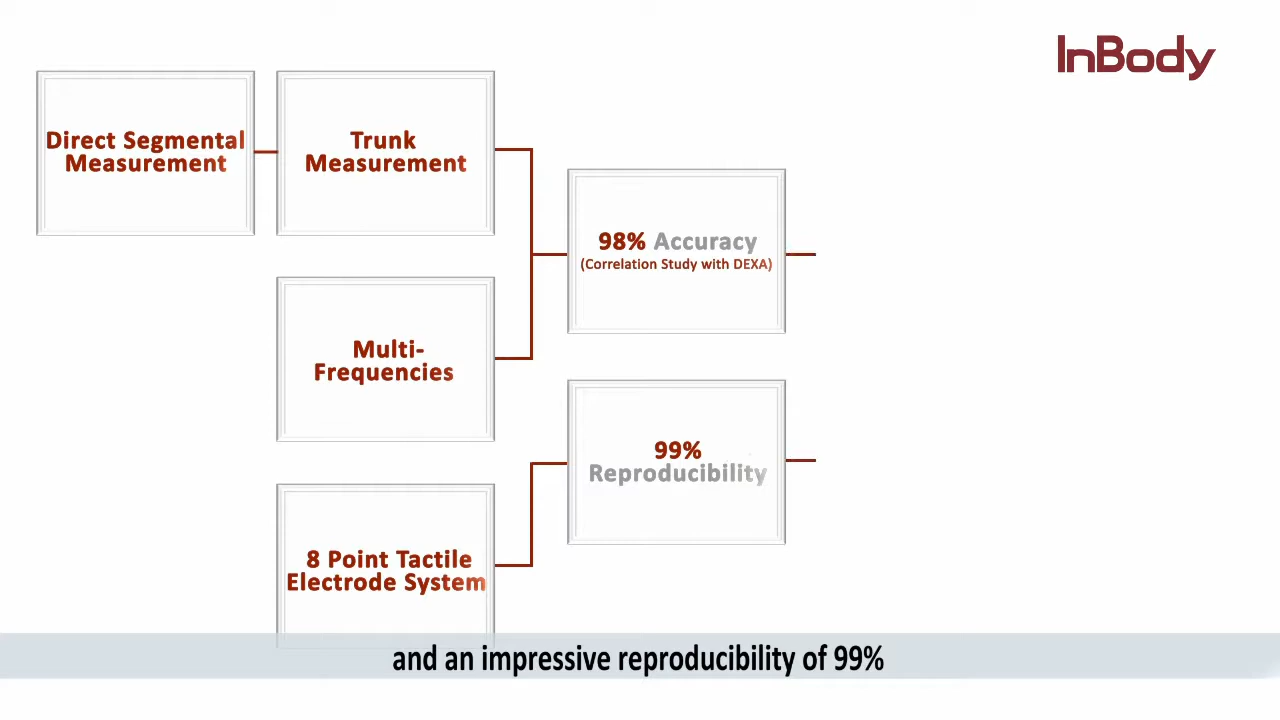 InBody
Direct Segmental
Measurement
Trunk
Measurement
98% Accuracy
(Correlation Study with DEXA)
Multi-
Frequencies
99%
Reproducibility
8 Point Tactile
Electrode System
and an impressive reproducibility of 99%